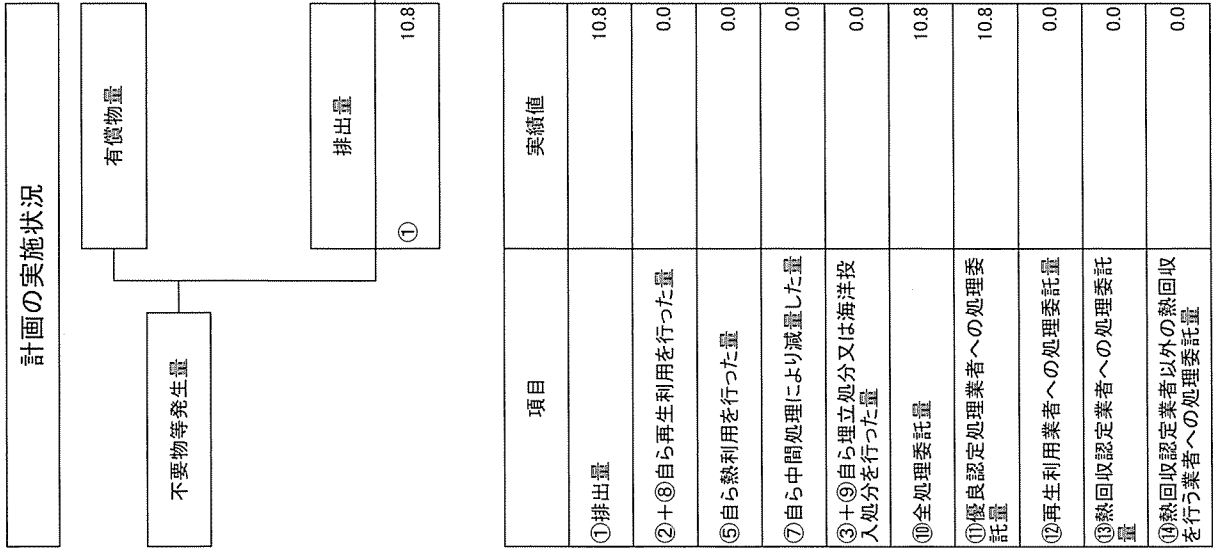 計画の実施状況
不要物等発生量
有償物量
排出量
① 10.8
項目 実績値
①排出量 10.8
②+⑧自ら再生利用を行った量 0.0
⑤自ら熱利用を行った量 0.0
⑦自ら中間処理により減量した量 0.0
③+⑨自ら埋立処分又は海洋投
入処分を行った量 0.0
⑩全処理委託量 10.8
⑪優良認定処理業者への処理委
託量 10.8
⑫再生利用業者への処理委託量 0.0
⑬熱回収認定業者への処理委託
量 0.0
⑭熱回収認定業者以外の熱回収
を行う業者への処理委託量 0.0